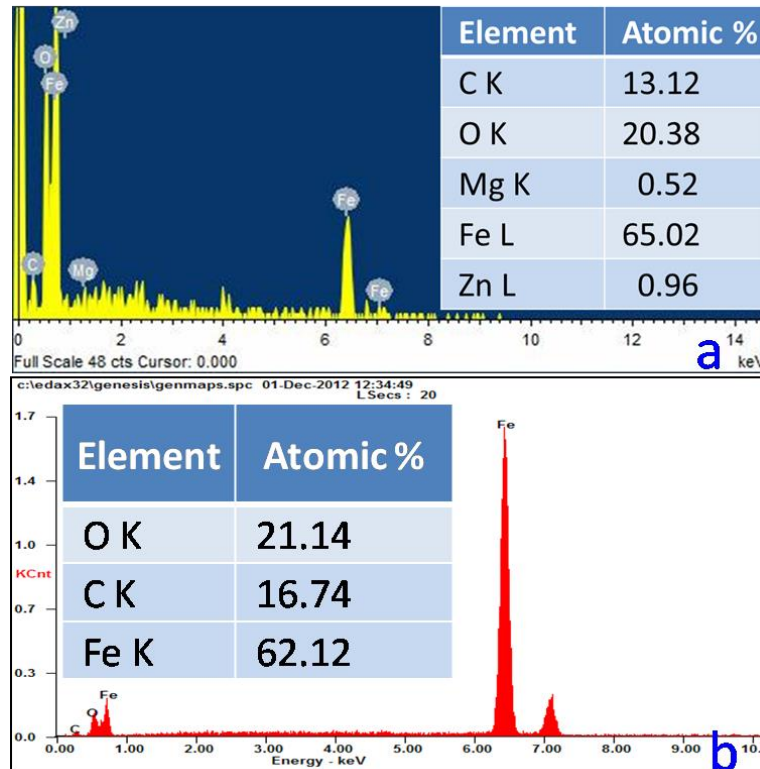 Zn
O
Fe
C
Mg
Fe
Fe
Element Atomic %
C K 13.12
O K 20.38
Mg K 0.52
Fe L 65.02
Zn L 0.96
0 2 4 6 8 10 12 14
Full Scale 48 cts Cursor: 0.000
keV
a
c:\edax32\genesis\genmaps.spc 01-Dec-2012 12:34:49
LSecs : 20
1.7
1.4
1.0
KCnt
0.7
0.3
0.0
Element Atomic %
O K 21.14
C K 16.74
Fe K 62.12
Fe
C O Fe
0.00 1.00 2.00 3.00 4.00 5.00 6.00 7.00 8.00 9.00 10.
Energy - keV
b